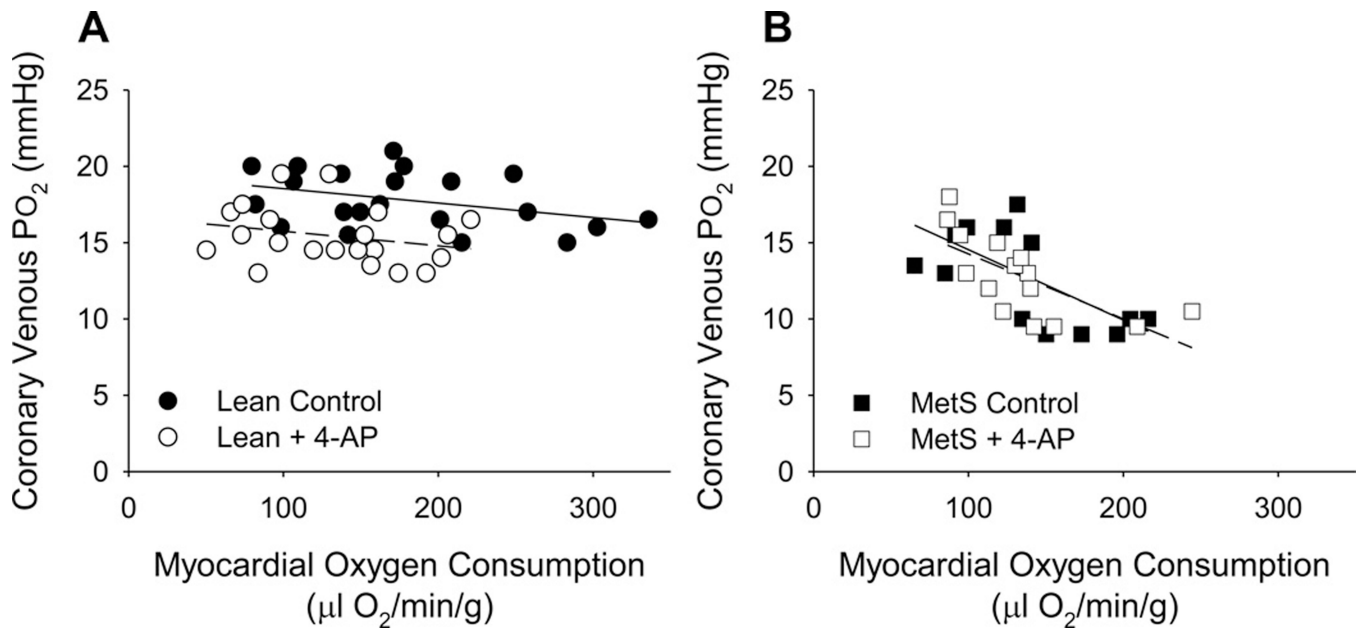 A
Coronary Venous PO₂ (mmHg)
25
20
15
10
5
0
0 100 200 300
Lean Control
Lean + 4-AP
Myocardial Oxygen Consumption
(μl O₂/min/g)
B
Coronary Venous PO₂ (mmHg)
25
20
15
10
5
0
0 100 200 300
MetS Control
MetS + 4-AP
Myocardial Oxygen Consumption
(μl O₂/min/g)